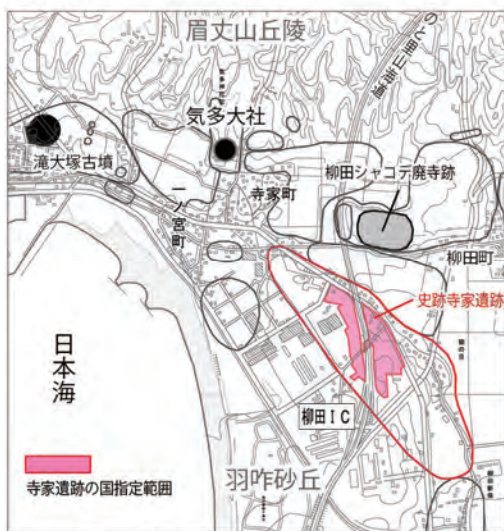 眉丈山丘陵
のと里山海道
気多大社
滝大塚古墳
柳田シャコデ廃寺跡
寺家町
一ノ宮町
柳田町
史跡寺家遺跡
日本海
柳田IC
羽咋砂丘
寺家遺跡の国指定範囲